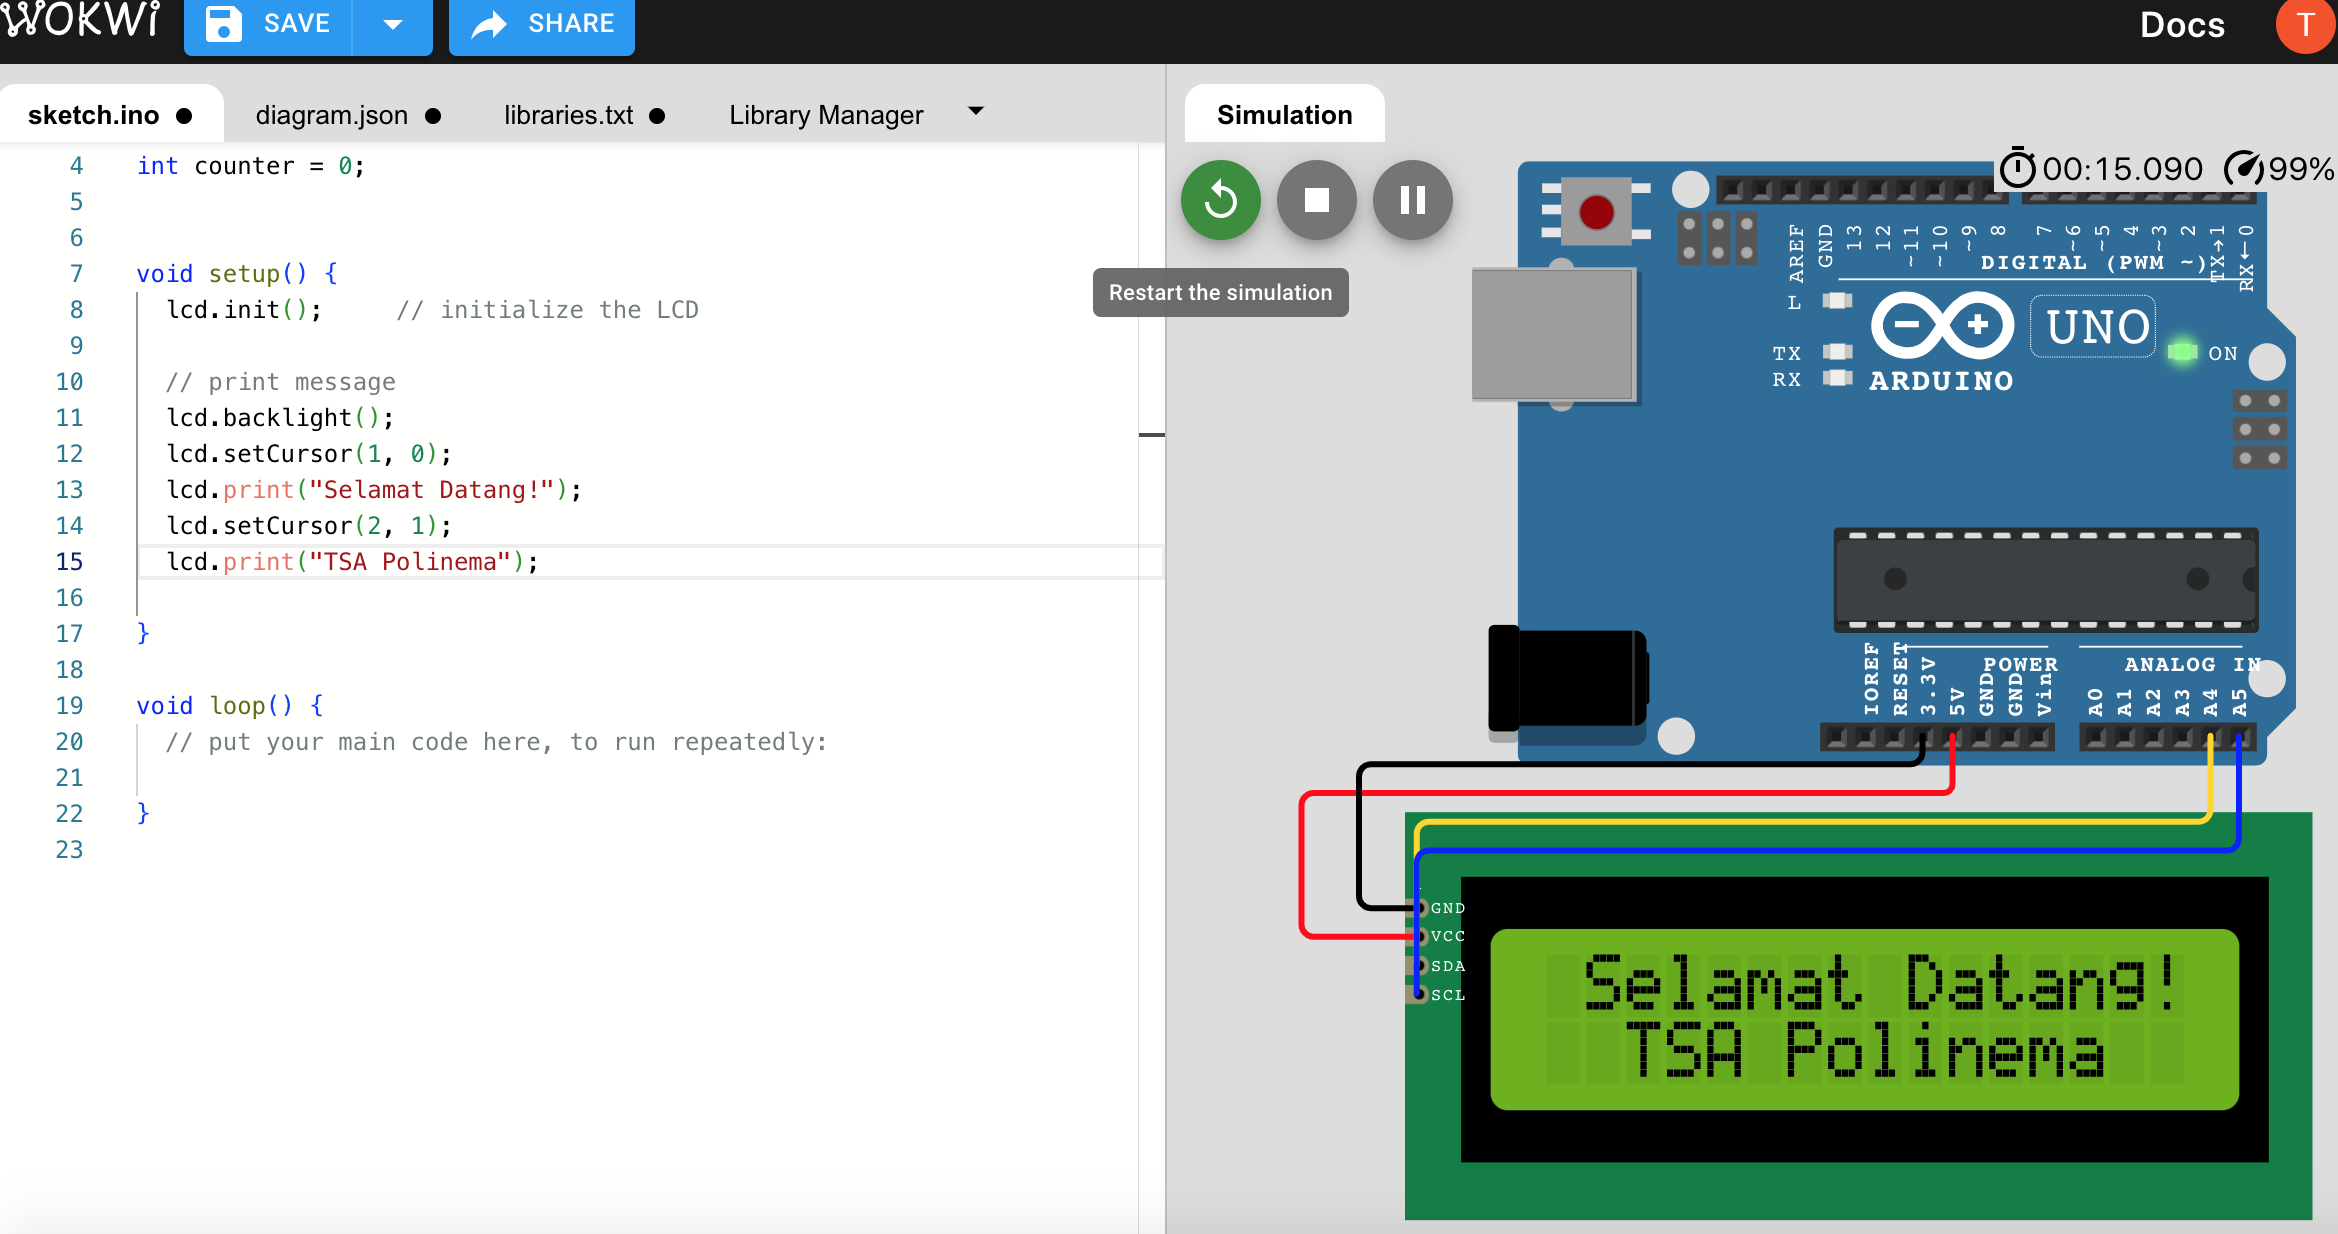 WOKWi
SAVE
SHARE
Docs
T
sketch.ino ●
diagram.json ●
libraries.txt ●
Library Manager
4 int counter = 0;
5
6
7 void setup() {
8 lcd.init(); // initialize the LCD
9
10 // print message
11 lcd.backlight();
12 lcd.setCursor(1, 0);
13 lcd.print("Selamat Datang!");
14 lcd.setCursor(2, 1);
15 lcd.print("TSA Polinema");
16
17 }
18
19 void loop() {
20 // put your main code here, to run repeatedly:
21
22 }
23
Simulation
00:15.090 99%
Restart the simulation
AREF GND 13 12 ~11 ~10 ~9 8 7 ~6 ~5 4 ~3 2 TX→1 RX←0
DIGITAL (PWM ~)
L
TX
RX
UNO
ON
ARDUINO
POWER
ANALOG IN
IOREF RESET 3.3V 5V GND GND Vin A0 A1 A2 A3 A4 A5
GND
VCC
SDA
SCL
Selamat Datang!
TSA Polinema